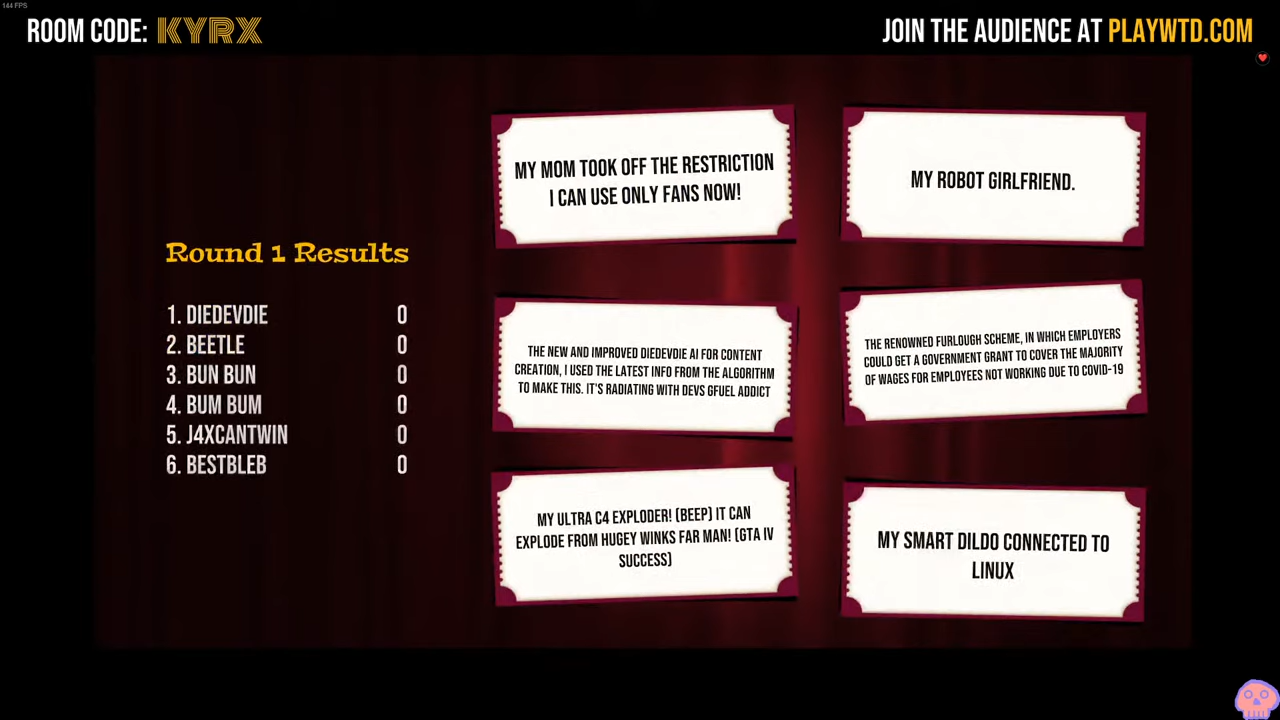 144 FPS
ROOM CODE: KYRX
JOIN THE AUDIENCE AT PLAYWTD.COM
Round 1 Results
1. DIEDEVDIE 0
2. BEETLE 0
3. BUN BUN 0
4. BUM BUM 0
5. J4XCANTWIN 0
6. BESTBLEB 0
MY MOM TOOK OFF THE RESTRICTION
I CAN USE ONLY FANS NOW!
MY ROBOT GIRLFRIEND.
THE NEW AND IMPROVED DIEDEVDIE AI FOR CONTENT
CREATION, I USED THE LATEST INFO FROM THE ALGORITHM
TO MAKE THIS. IT'S RADIATING WITH DEVS GFUEL ADDICT
THE RENOWNED FURLOUGH SCHEME, IN WHICH EMPLOYERS
COULD GET A GOVERNMENT GRANT TO COVER THE MAJORITY
OF WAGES FOR EMPLOYEES NOT WORKING DUE TO COVID-19
MY ULTRA C4 EXPLODER! (BEEP) IT CAN
EXPLODE FROM HUGEY WINKS FAR MAN! (GTA IV
SUCCESS)
MY SMART DILDO CONNECTED TO
LINUX